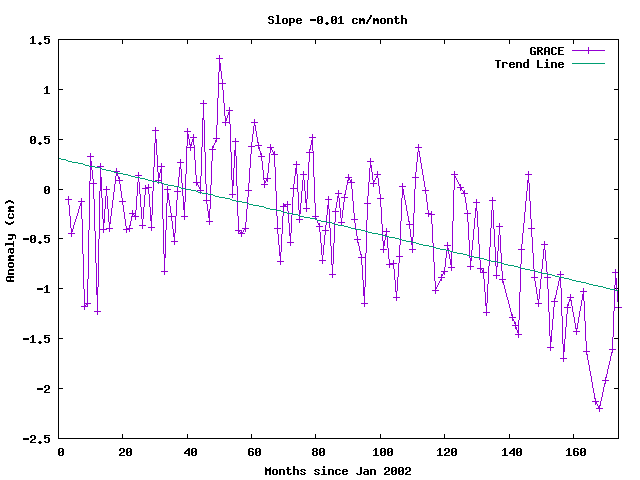 Slope -0.01 cm/month
GRACE
Trend Line
1.5
1
0.5
0
-0.5
-1
-1.5
-2
-2.5
Anomaly (cm)
0 20 40 60 80 100 120 140 160
Months since Jan 2002